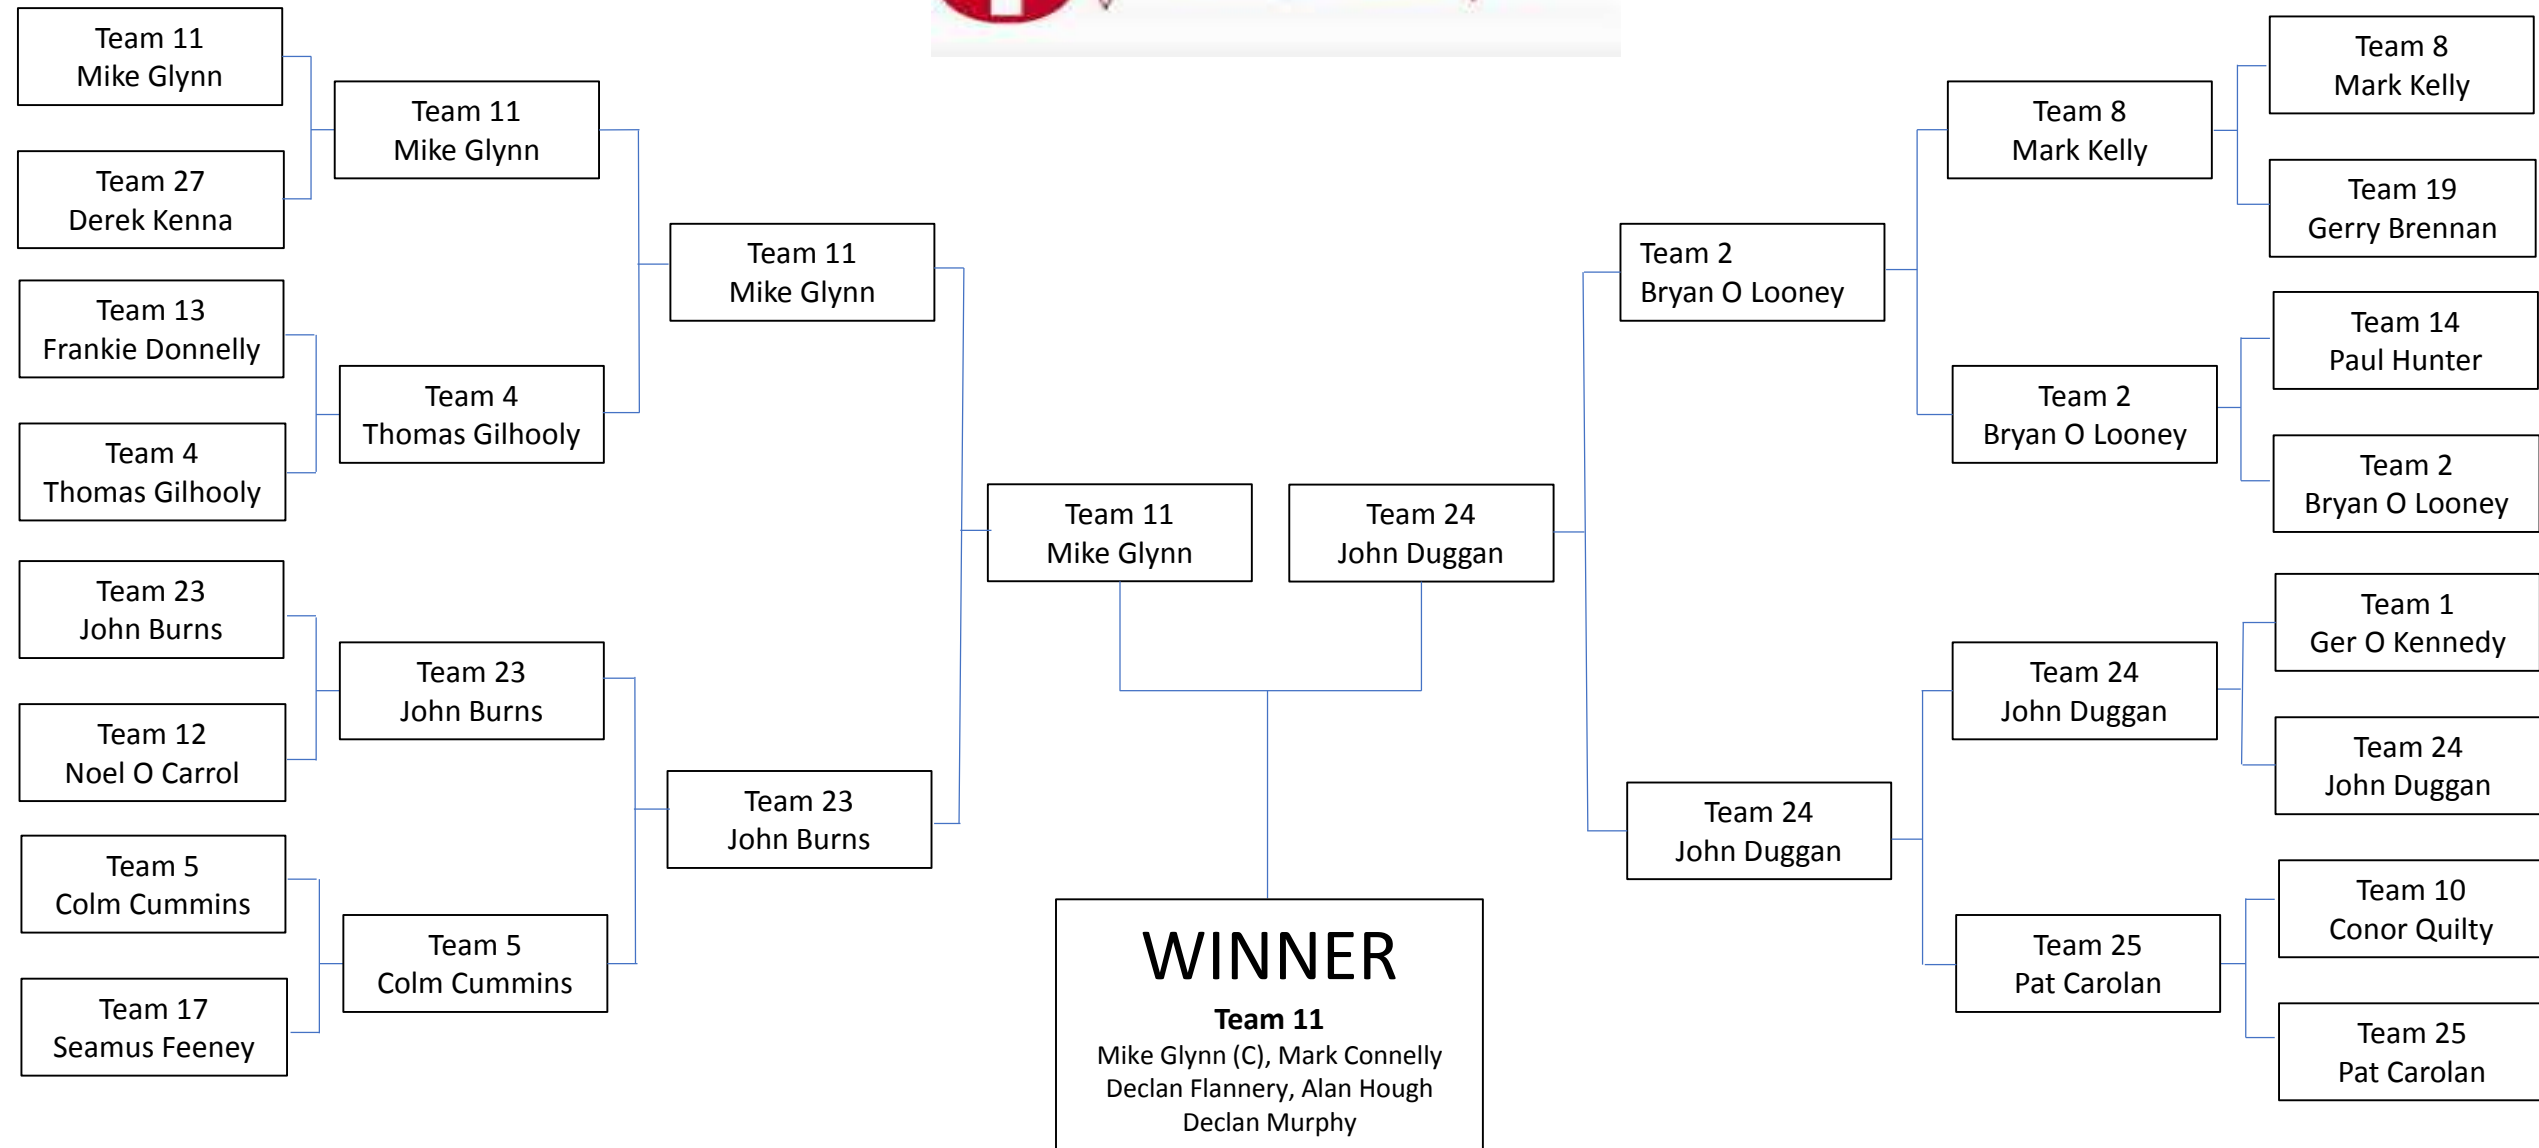 Team 11
Mike Glynn
Team 27
Derek Kenna
Team 13
Frankie Donnelly
Team 4
Thomas Gilhooly
Team 23
John Burns
Team 12
Noel O Carrol
Team 5
Colm Cummins
Team 17
Seamus Feeney
Team 11
Mike Glynn
Team 4
Thomas Gilhooly
Team 23
John Burns
Team 5
Colm Cummins
Team 11
Mike Glynn
Team 23
John Burns
Team 11
Mike Glynn
Team 24
John Duggan
WINNER
Team 11
Mike Glynn (C), Mark Connelly
Declan Flannery, Alan Hough
Declan Murphy
Team 2
Bryan O Looney
Team 24
John Duggan
Team 8
Mark Kelly
Team 2
Bryan O Looney
Team 24
John Duggan
Team 25
Pat Carolan
Team 8
Mark Kelly
Team 19
Gerry Brennan
Team 14
Paul Hunter
Team 2
Bryan O Looney
Team 1
Ger O Kennedy
Team 24
John Duggan
Team 10
Conor Quilty
Team 25
Pat Carolan